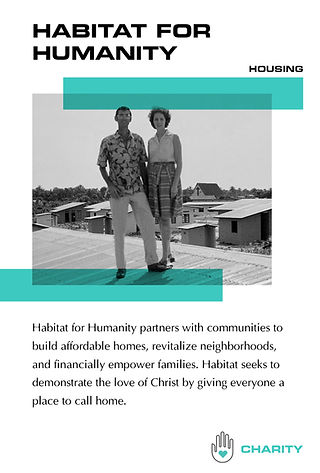 HABITAT FOR
HUMANITY
HOUSING
Habitat for Humanity partners with communities to
build affordable homes, revitalize neighborhoods,
and financially empower families. Habitat seeks to
demonstrate the love of Christ by giving everyone a
place to call home.
CHARITY